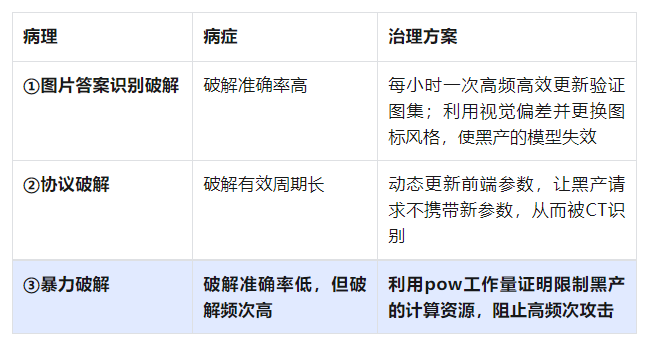 病理
病症
治理方案
①图片答案识别破解
破解准确率高
每小时一次高频高效更新验证
图集；利用视觉偏差并更换图
标风格，使黑产的模型失效
②协议破解
破解有效周期长
动态更新前端参数，让黑产请
求不携带新参数，从而被CT识
别
③暴力破解
破解准确率低，但破
解频次高
利用pow工作量证明限制黑产
的计算资源，阻止高频次攻击